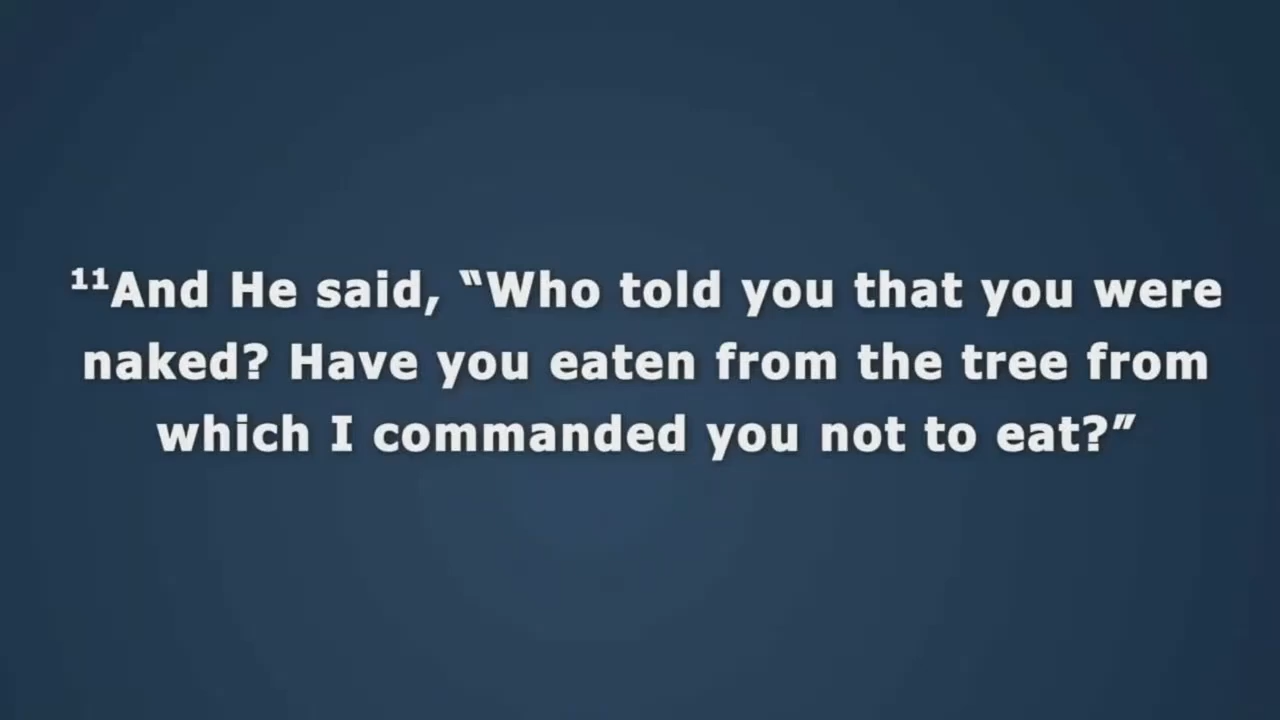 ¹¹And He said, “Who told you that you were
naked? Have you eaten from the tree from
which I commanded you not to eat?”